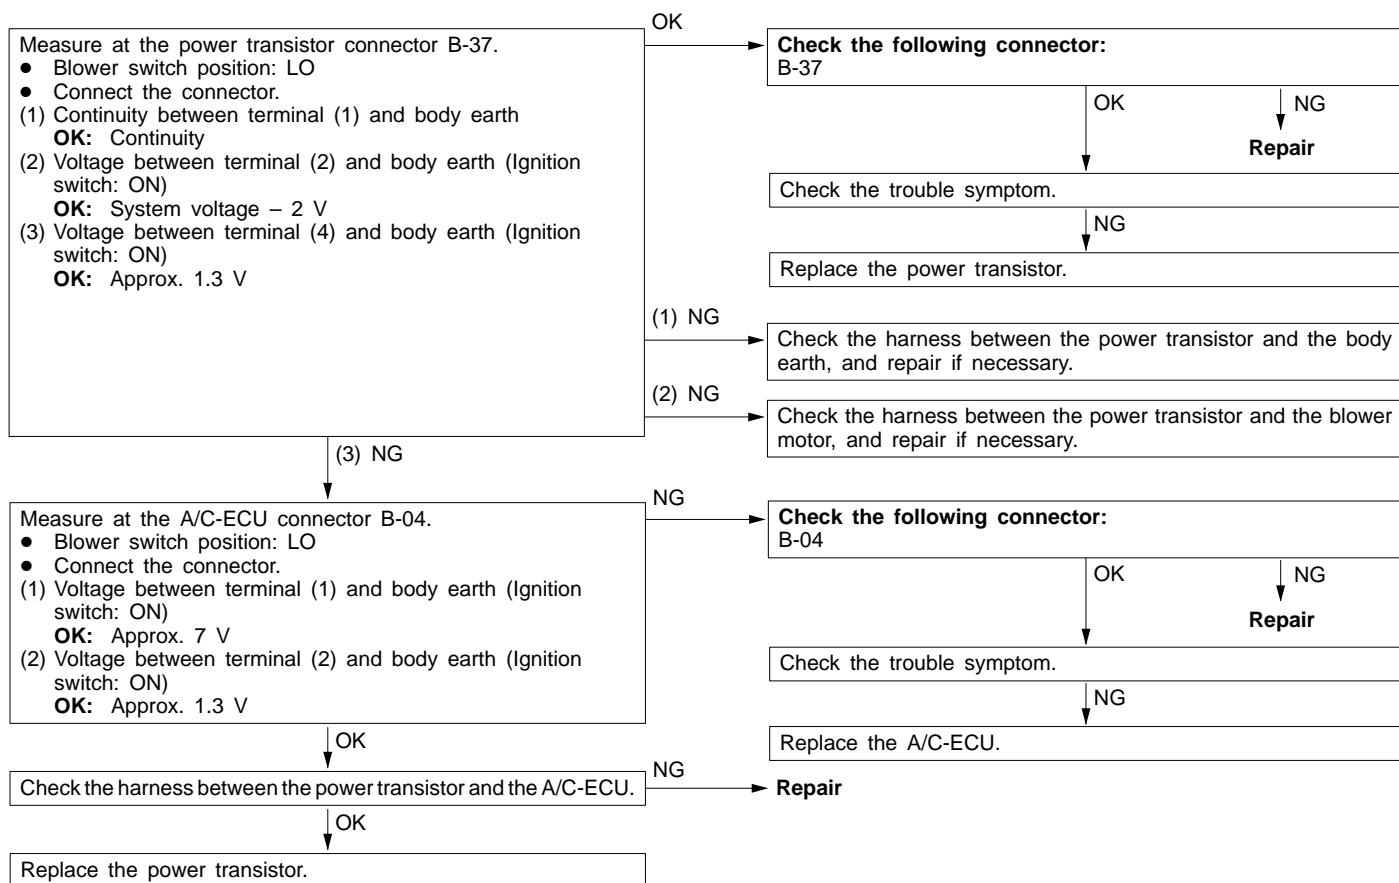 Measure at the power transistor connector B-37.
● Blower switch position: LO
● Connect the connector.
(1) Continuity between terminal (1) and body earth
OK: Continuity
(2) Voltage between terminal (2) and body earth (Ignition
switch: ON)
OK: System voltage – 2 V
(3) Voltage between terminal (4) and body earth (Ignition
switch: ON)
OK: Approx. 1.3 V
OK
Check the following connector:
B-37
OK
NG
Repair
Check the trouble symptom.
NG
Replace the power transistor.
(1) NG
Check the harness between the power transistor and the body
earth, and repair if necessary.
(2) NG
Check the harness between the power transistor and the blower
motor, and repair if necessary.
(3) NG
Measure at the A/C-ECU connector B-04.
● Blower switch position: LO
● Connect the connector.
(1) Voltage between terminal (1) and body earth (Ignition
switch: ON)
OK: Approx. 7 V
(2) Voltage between terminal (2) and body earth (Ignition
switch: ON)
OK: Approx. 1.3 V
NG
Check the following connector:
B-04
OK
NG
Repair
Check the trouble symptom.
NG
Replace the A/C-ECU.
OK
Check the harness between the power transistor and the A/C-ECU.
NG
Repair
OK
Replace the power transistor.